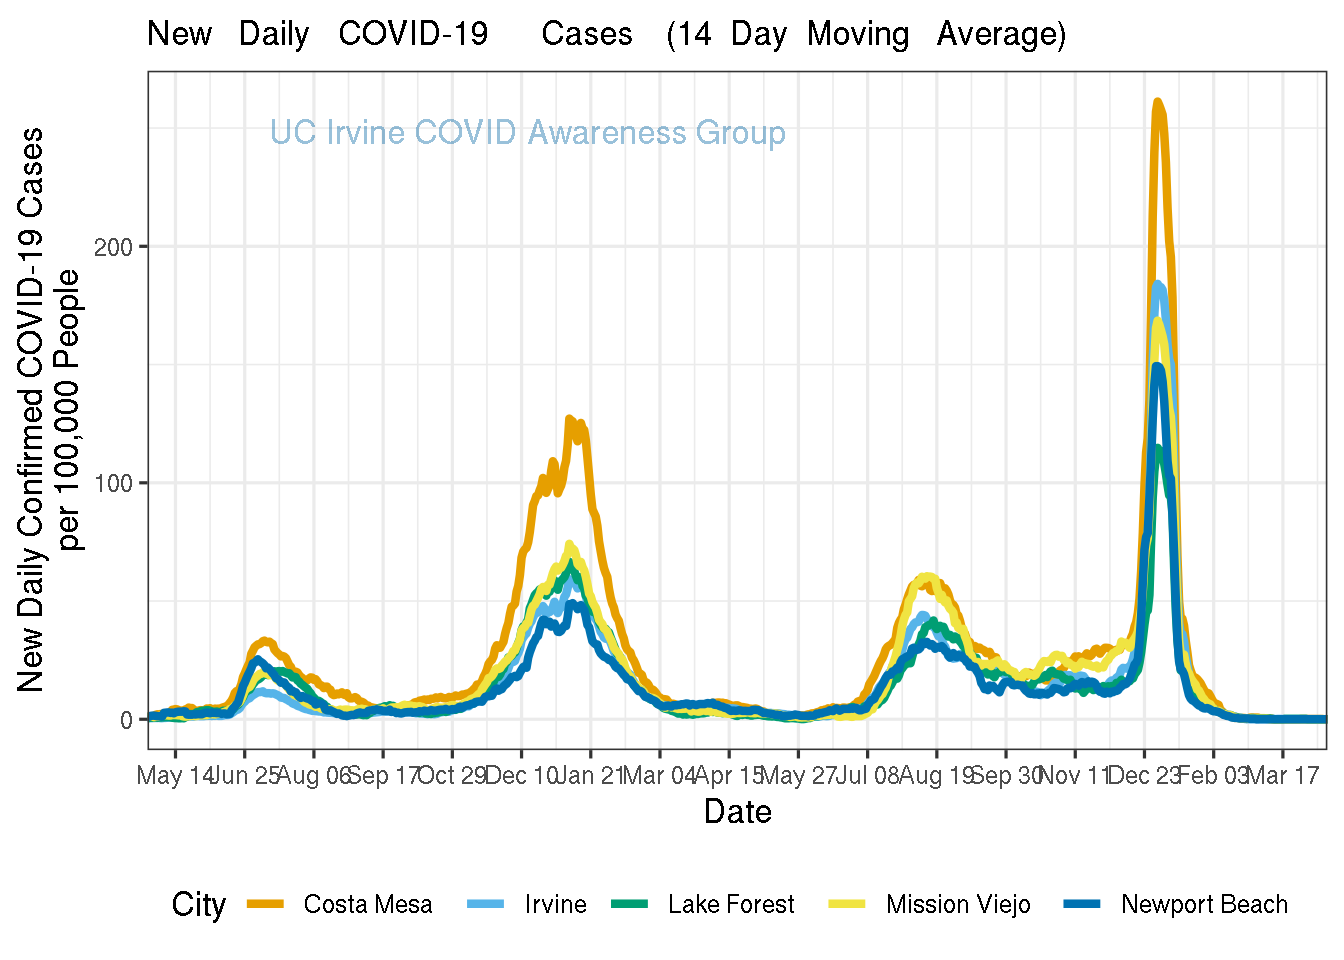 New Daily COVID-19 Cases (14 Day Moving Average)
UC Irvine COVID Awareness Group
New Daily Confirmed COVID-19 Cases
per 100,000 People
200
100
0
May 14 Jun 25 Aug 06 Sep 17 Oct 29 Dec 10 Jan 21 Mar 04 Apr 15 May 27 Jul 08 Aug 19 Sep 30 Nov 11 Dec 23 Feb 03 Mar 17
Date
City Costa Mesa Irvine Lake Forest Mission Viejo Newport Beach